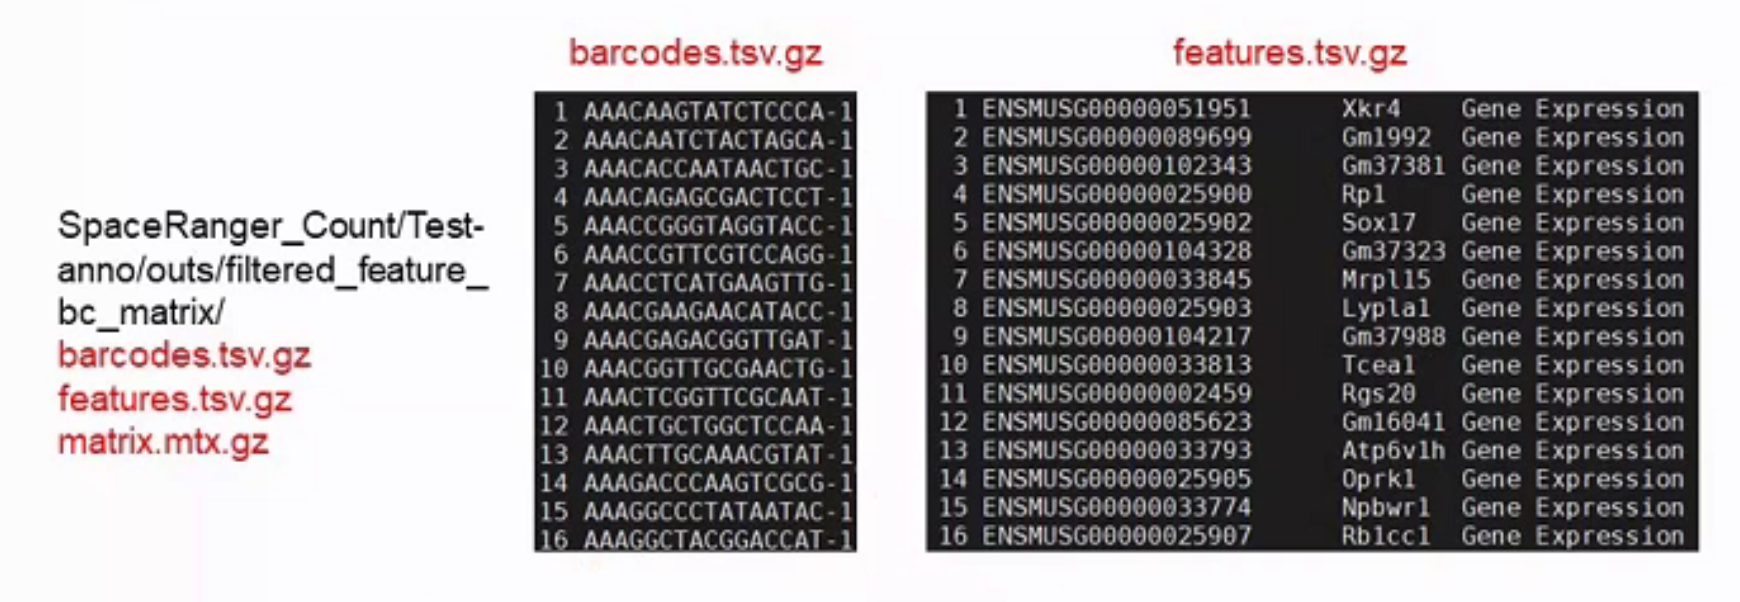 SpaceRanger_Count/Test-
anno/outs/filtered_feature_
bc_matrix/
barcodes.tsv.gz
features.tsv.gz
matrix.mtx.gz
barcodes.tsv.gz
1 AAACAAGTATCTCCCA-1
2 AAACAATCTACTAGCA-1
3 AAACACCAATAACTGC-1
4 AAACAGAGCGACTCCT-1
5 AAACCGGGTAGGTACC-1
6 AAACCGTTCGTCCAGG-1
7 AAACCTCATGAAGTTG-1
8 AAACGAAGAACATACC-1
9 AAACGAGACGGTTGAT-1
10 AAACGGTTGCGAACTG-1
11 AAACTCGGTTCGCAAT-1
12 AAACTGCTGGCTCCAA-1
13 AAACTTGCAAACGTAT-1
14 AAAGACCCAAGTCGCG-1
15 AAAGGCCCTATAATAC-1
16 AAAGGCTACGGACCAT-1
features.tsv.gz
1 ENSMUSG00000051951 Xkr4 Gene Expression
2 ENSMUSG00000089699 Gm1992 Gene Expression
3 ENSMUSG00000102343 Gm37381 Gene Expression
4 ENSMUSG00000025900 Rp1 Gene Expression
5 ENSMUSG00000025902 Sox17 Gene Expression
6 ENSMUSG00000104328 Gm37323 Gene Expression
7 ENSMUSG00000033845 Mrpl15 Gene Expression
8 ENSMUSG00000025903 Lypla1 Gene Expression
9 ENSMUSG00000104217 Gm37988 Gene Expression
10 ENSMUSG00000033813 Tcea1 Gene Expression
11 ENSMUSG00000002459 Rgs20 Gene Expression
12 ENSMUSG00000085623 Gm16041 Gene Expression
13 ENSMUSG00000033793 Atp6v1h Gene Expression
14 ENSMUSG00000025905 Oprk1 Gene Expression
15 ENSMUSG00000033774 Npbwr1 Gene Expression
16 ENSMUSG00000025907 Rb1cc1 Gene Expression